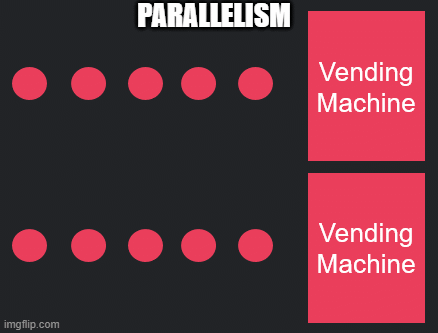 PARALLELISM
Vending
Machine
Vending
Machine
imgflip.com